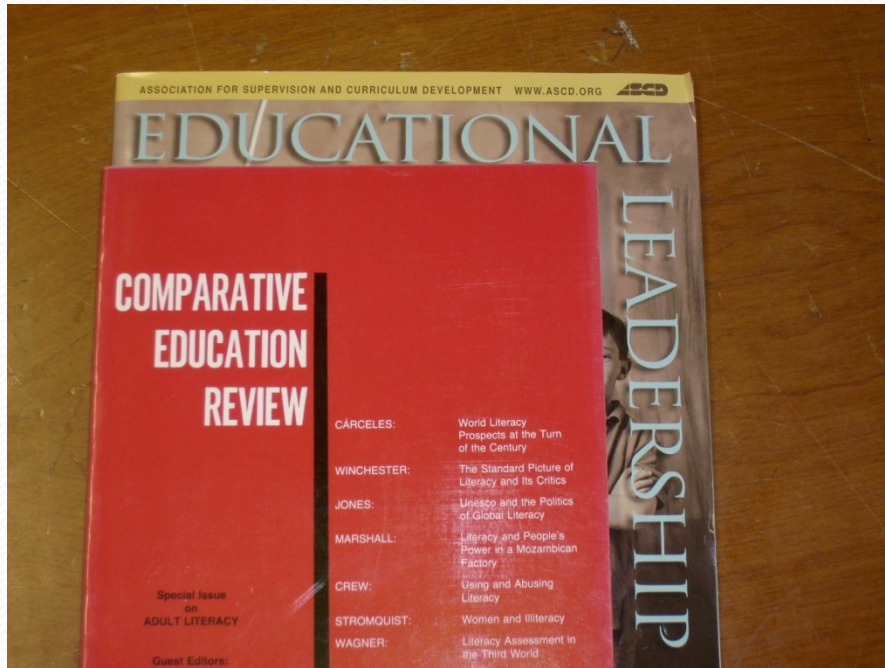 ASSOCIATION FOR SUPERVISION AND CURRICULUM DEVELOPMENT WWW.ASCD.ORG ASCD
EDUCATIONAL
LEADERSHIP
COMPARATIVE
EDUCATION
REVIEW
CÁRCELES: World Literacy
Prospects at the Turn
of the Century
WINCHESTER: The Standard Picture of
Literacy and Its Critics
JONES: Unesco and the Politics
of Global Literacy
MARSHALL: Literacy and People's
Power in a Mozambican
Factory
CREW: Using and Abusing
Literacy
STROMQUIST: Women and Illiteracy
WAGNER: Literacy Assessment in
the Third World
Special Issue
on
ADULT LITERACY
Guest Editors: